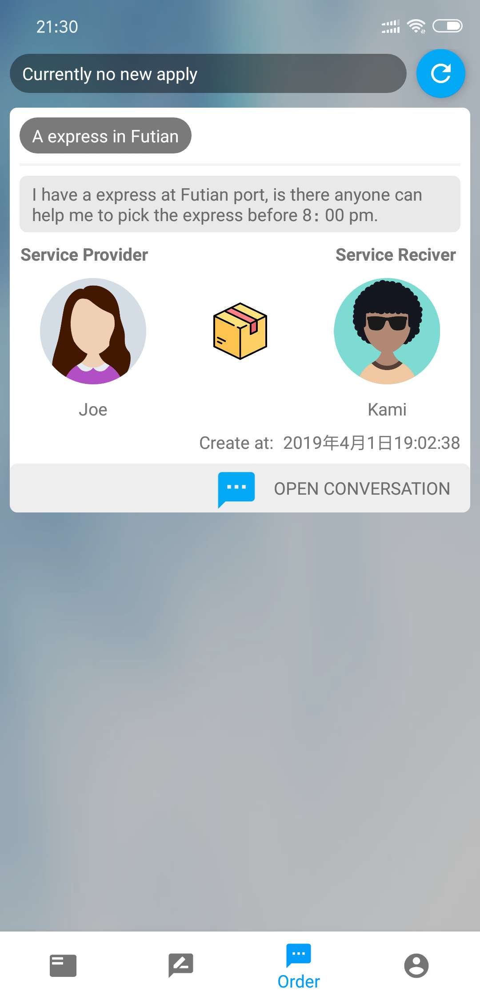 21:30
Currently no new apply
A express in Futian
I have a express at Futian port, is there anyone can
help me to pick the express before 8：00 pm.
Service Provider
Service Reciver
Joe
Kami
Create at: 2019年4月1日19:02:38
OPEN CONVERSATION
Order